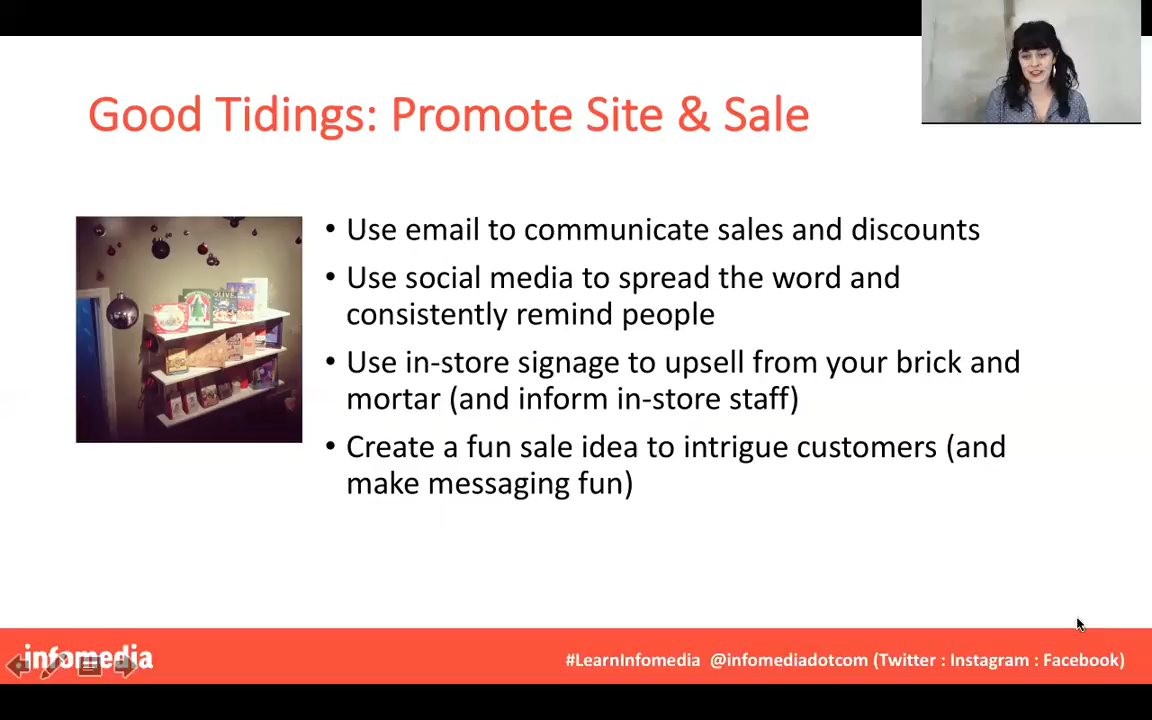 Good Tidings: Promote Site & Sale
• Use email to communicate sales and discounts
• Use social media to spread the word and
consistently remind people
• Use in-store signage to upsell from your brick and
mortar (and inform in-store staff)
• Create a fun sale idea to intrigue customers (and
make messaging fun)
OLIVE
infomedia
#LearnInfomedia @infomediadotcom (Twitter : Instagram : Facebook)